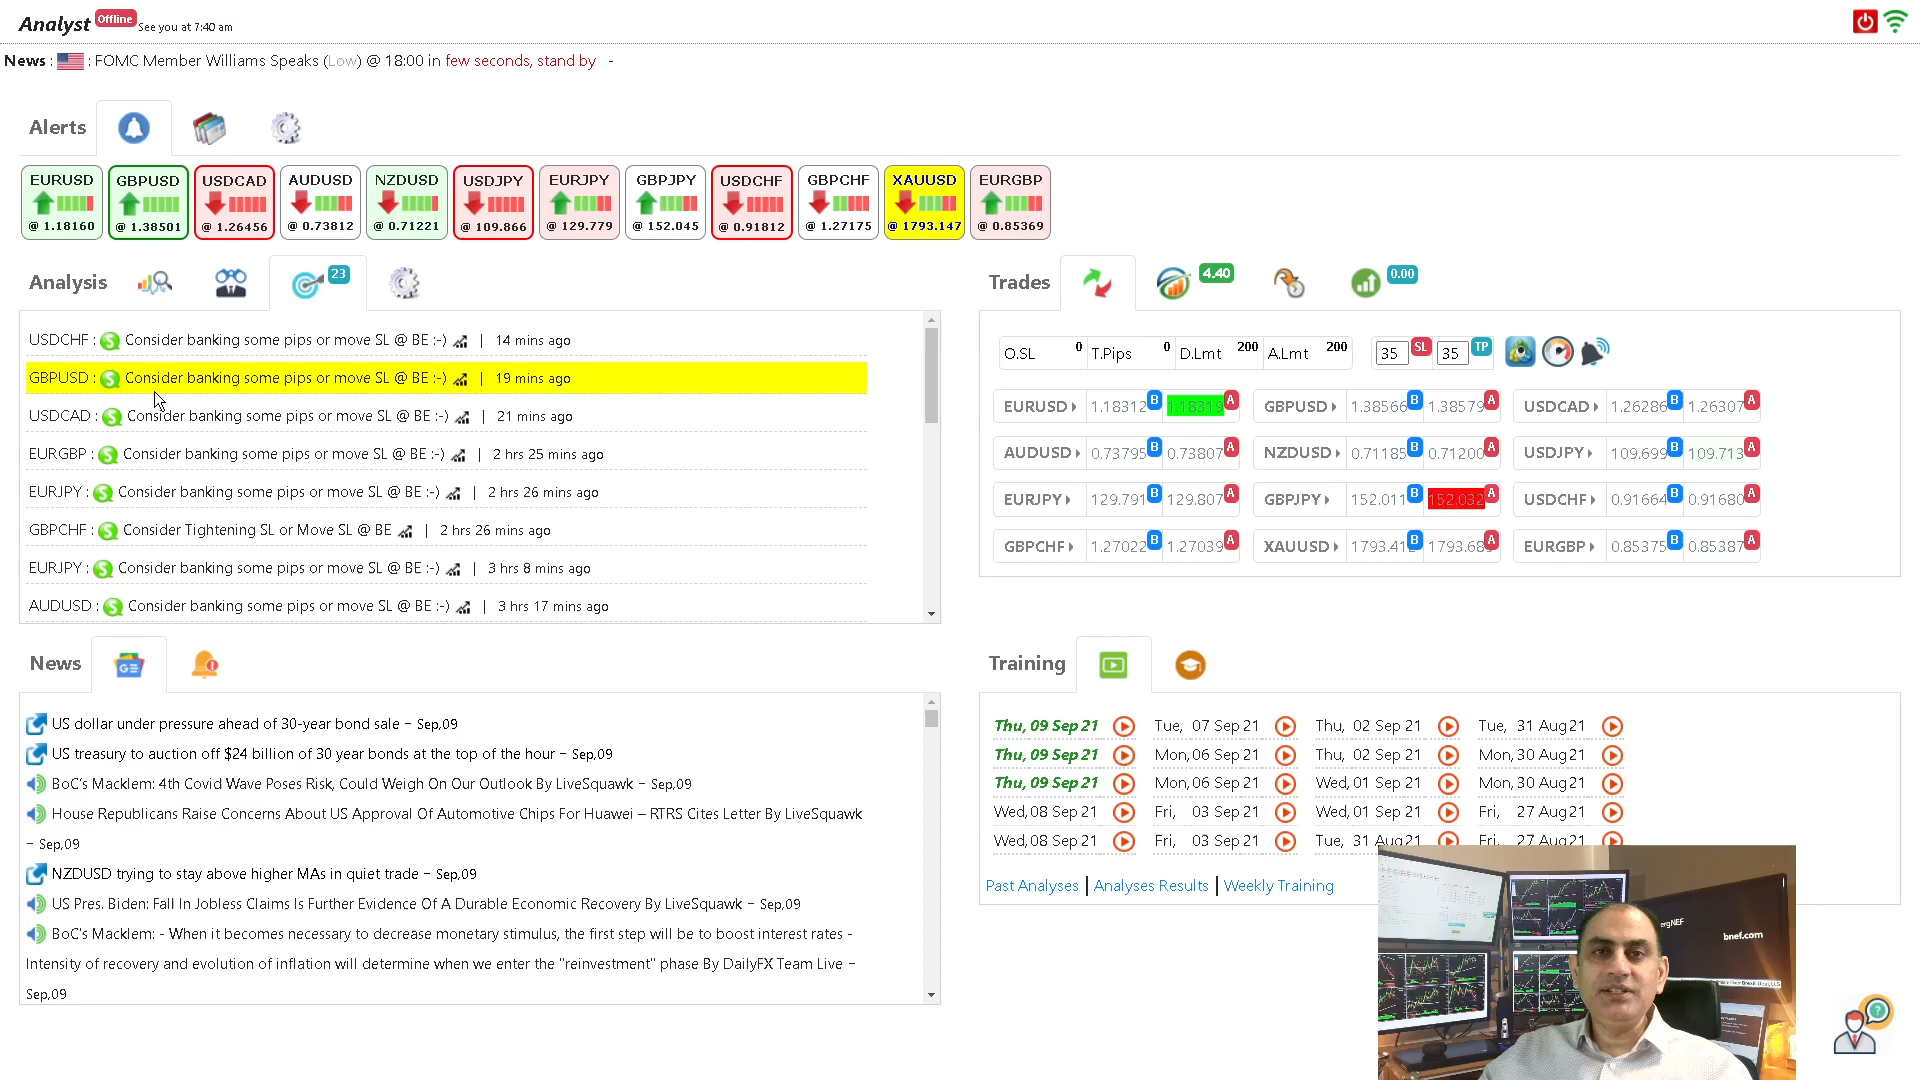 Analyst Offline See you at 7:40 am
News : : FOMC Member Williams Speaks (Low) @ 18:00 in few seconds, stand by -
Alerts
EURUSD @ 1.18160
GBPUSD @ 1.38501
USDCAD @ 1.26456
AUDUSD @ 0.73812
NZDUSD @ 0.71221
USDJPY @ 109.866
EURJPY @ 129.779
GBPJPY @ 152.045
USDCHF @ 0.91812
GBPCHF @ 1.27175
XAUUSD @ 1793.147
EURGBP @ 0.85369
Analysis 23
USDCHF : Consider banking some pips or move SL @ BE :-) | 14 mins ago
GBPUSD : Consider banking some pips or move SL @ BE :-) | 19 mins ago
USDCAD : Consider banking some pips or move SL @ BE :-) | 21 mins ago
EURGBP : Consider banking some pips or move SL @ BE :-) | 2 hrs 25 mins ago
EURJPY : Consider banking some pips or move SL @ BE :-) | 2 hrs 26 mins ago
GBPCHF : Consider Tightening SL or Move SL @ BE | 2 hrs 26 mins ago
EURJPY : Consider banking some pips or move SL @ BE :-) | 3 hrs 8 mins ago
AUDUSD : Consider banking some pips or move SL @ BE :-) | 3 hrs 17 mins ago
Trades 4.40 0.00
O.SL 0 T.Pips 0 D.Lmt 200 A.Lmt 200 35 SL 35 TP
EURUSD 1.18312 B 1.18319 A GBPUSD 1.38566 B 1.38579 A USDCAD 1.26286 B 1.26307 A
AUDUSD 0.73795 B 0.73807 A NZDUSD 0.71185 B 0.71200 A USDJPY 109.699 B 109.713 A
EURJPY 129.791 B 129.807 A GBPJPY 152.011 B 152.032 A USDCHF 0.91664 B 0.91680 A
GBPCHF 1.27022 B 1.27039 A XAUUSD B A EURGBP 0.85375 B 0.85387 A
News
US dollar under pressure ahead of 30-year bond sale – Sep,09
US treasury to auction off $24 billion of 30 year bonds at the top of the hour – Sep,09
BoC's Macklem: 4th Covid Wave Poses Risk, Could Weigh On Our Outlook By LiveSquawk – Sep,09
House Republicans Raise Concerns About US Approval Of Automotive Chips For Huawei – RTRS Cites Letter By LiveSquawk
– Sep,09
NZDUSD trying to stay above higher MAs in quiet trade – Sep,09
US Pres. Biden: Fall In Jobless Claims Is Further Evidence Of A Durable Economic Recovery By LiveSquawk – Sep,09
BoC's Macklem: - When it becomes necessary to decrease monetary stimulus, the first step will be to boost interest rates -
Intensity of recovery and evolution of inflation will determine when we enter the "reinvestment" phase By DailyFX Team Live –
Sep,09
Training
Thu, 09 Sep 21 Tue, 07 Sep 21 Thu, 02 Sep 21 Tue, 31 Aug21
Thu, 09 Sep 21 Mon,06 Sep 21 Thu, 02 Sep 21 Mon,30 Aug21
Thu, 09 Sep 21 Mon,06 Sep 21 Wed,01 Sep 21 Mon,30 Aug21
Wed,08 Sep 21 Fri, 03 Sep 21 Wed,01 Sep 21 Fri, 27 Aug21
Wed,08 Sep 21 Fri, 03 Sep 21 Tue, 31 Aug21 Fri, 27 Aug21
Past Analyses | Analyses Results | Weekly Training
bnef.com